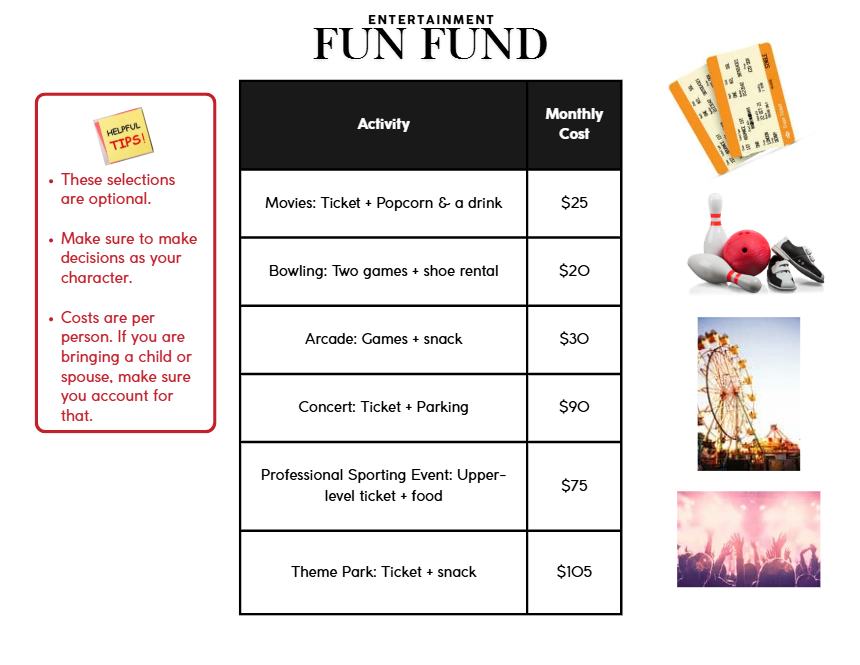 ENTERTAINMENT
FUN FUND
HELPFUL
TIPS!
• These selections
are optional.
• Make sure to make
decisions as your
character.
• Costs are per
person. If you are
bringing a child or
spouse, make sure
you account for
that.
Activity
Monthly
Cost
Movies: Ticket + Popcorn & a drink
$25
Bowling: Two games + shoe rental
$20
Arcade: Games + snack
$30
Concert: Ticket + Parking
$90
Professional Sporting Event: Upper-
level ticket + food
$75
Theme Park: Ticket + snack
$105